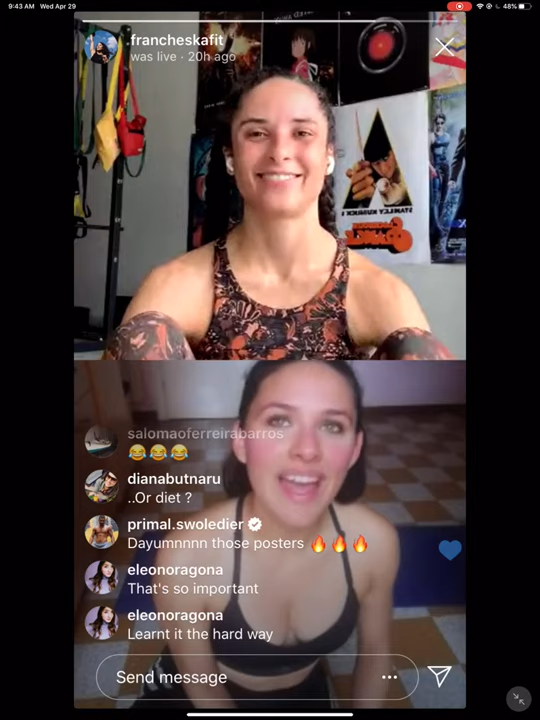 9:43 AM Wed Apr 29
48%
francheskafit
was live · 20h ago
STANLEY KUBRICK'S
salomaoferreirabarros
😂😂😂
dianabutnaru
..Or diet ?
primal.swoledier
Dayumnnnn those posters 🔥🔥🔥
eleonoragona
That's so important
eleonoragona
Learnt it the hard way
Send message